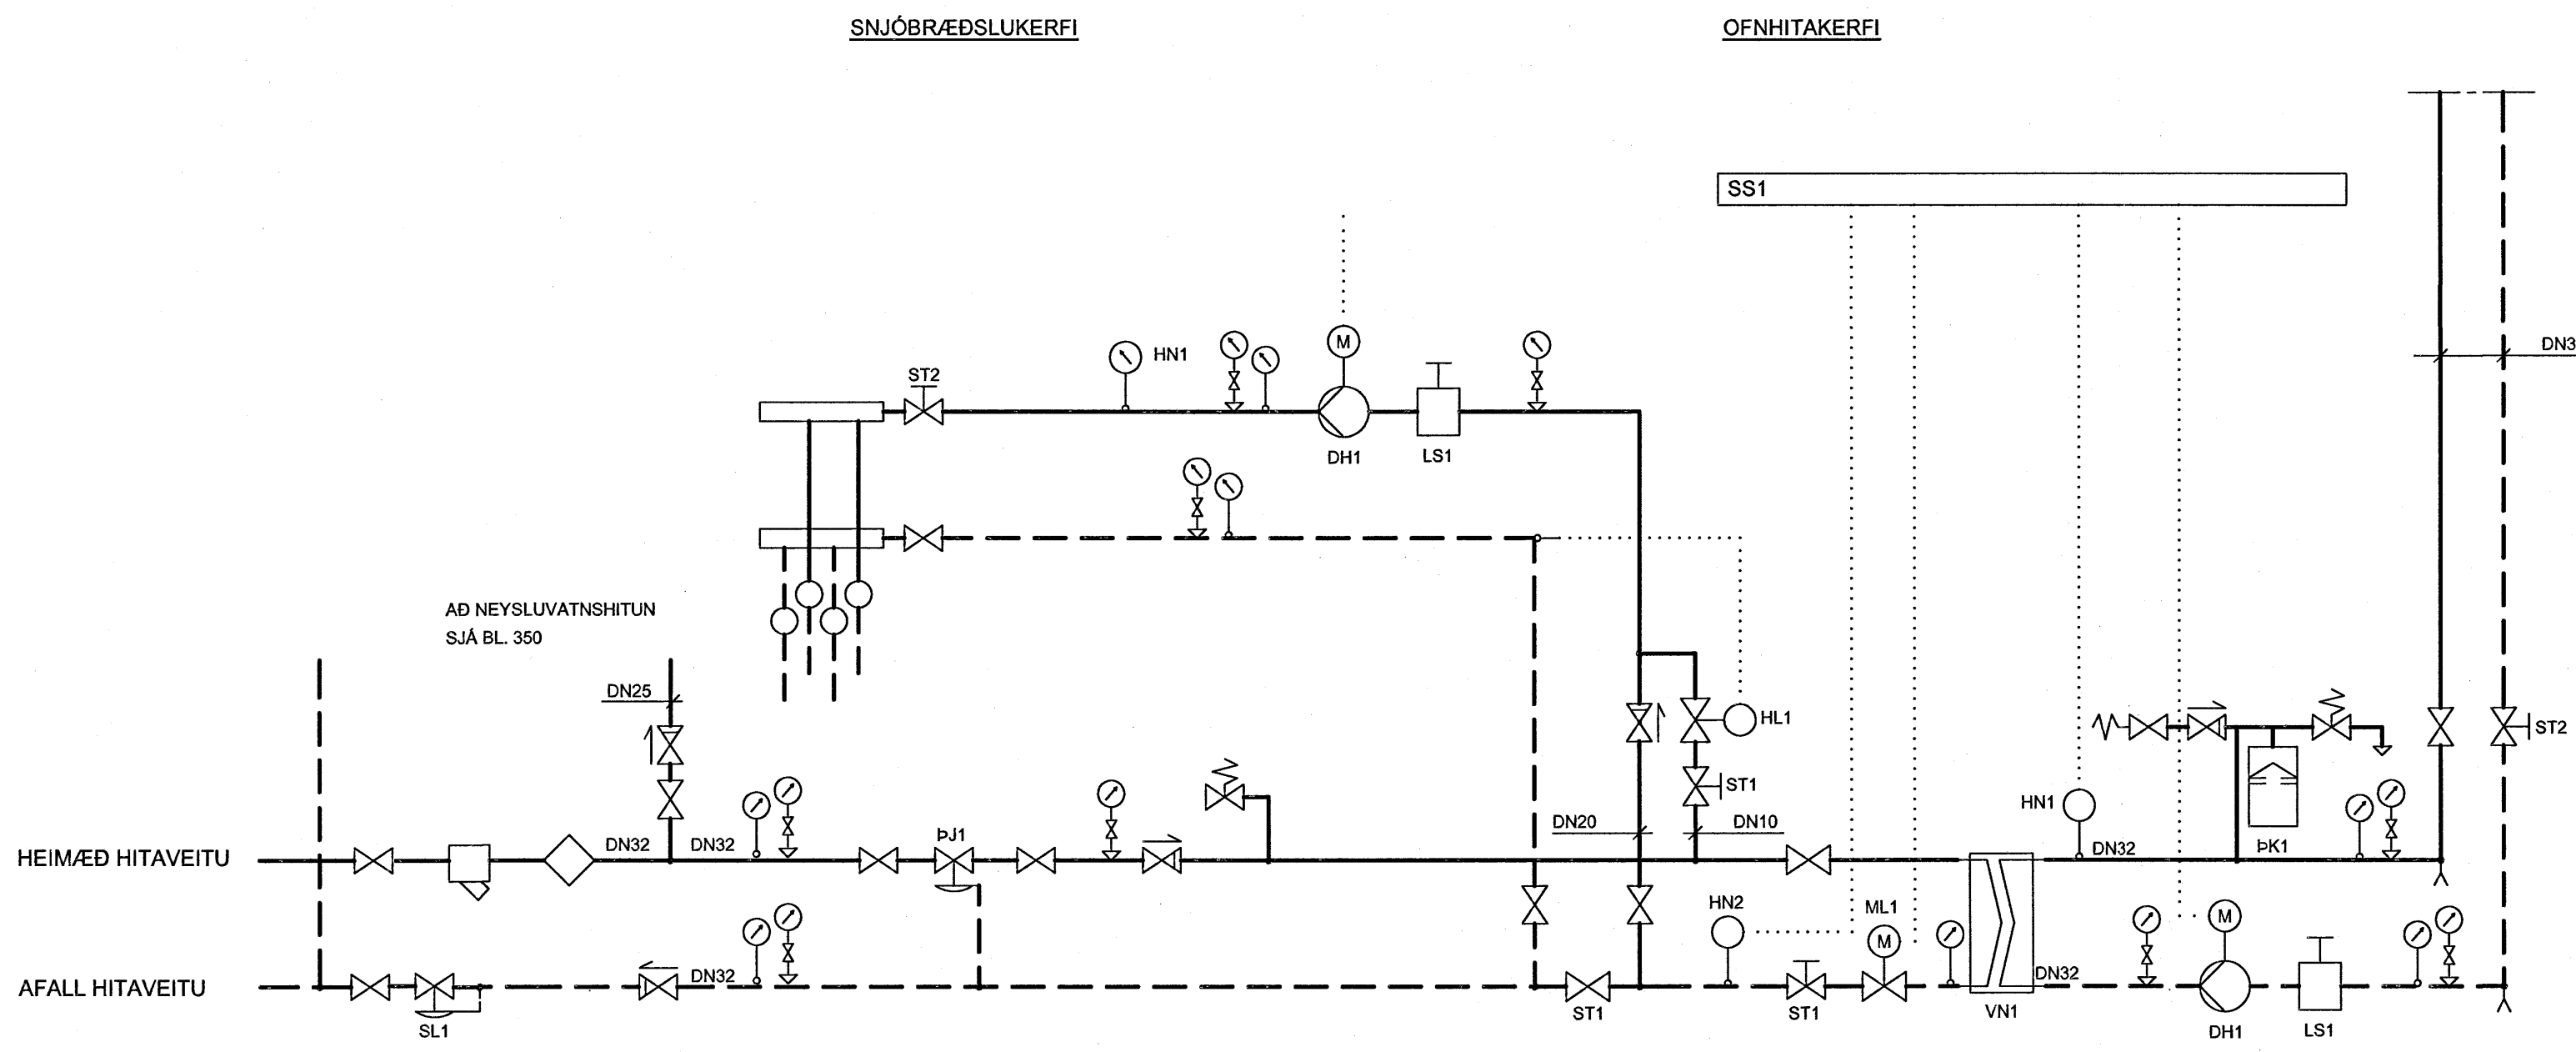 SNJÓBRÆÐSLUKERFI
OFNHITAKERFI
SS1
DN3
HN1
M
ST2
DH1
LS1
AÐ NEYSLUVATNSHITUN
SJÁ BL. 350
DN25
HL1
ST2
ST1
HN1
DN20
DN10
ÞJ1
DN32
DN32
DN32
ÞK1
HEIMÆÐ HITAVEITU
HN2
ML1
M
M
DN32
DN32
AFALL HITAVEITU
SL1
ST1
ST1
VN1
DH1
LS1